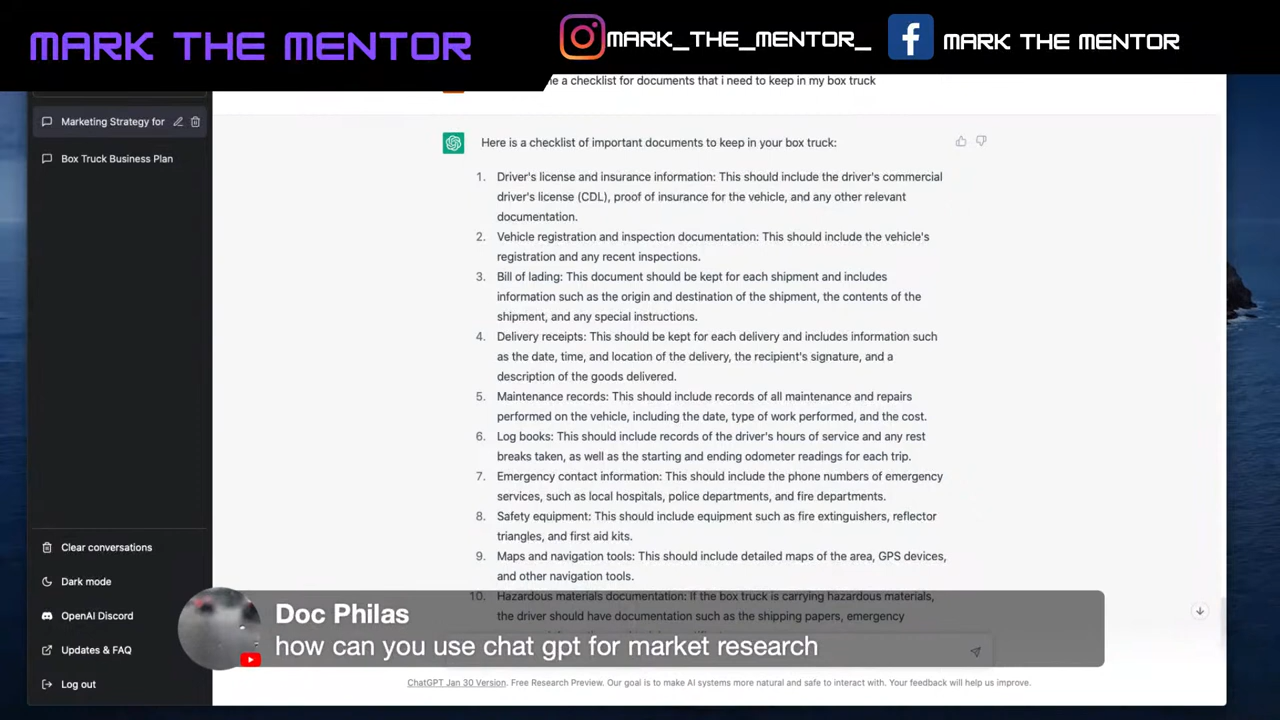 MARK THE MENTOR
MARK_THE_MENTOR_
MARK THE MENTOR
e a checklist for documents that i need to keep in my box truck
Marketing Strategy for
Box Truck Business Plan
Here is a checklist of important documents to keep in your box truck:
1. Driver's license and insurance information: This should include the driver's commercial
driver's license (CDL), proof of insurance for the vehicle, and any other relevant
documentation.
2. Vehicle registration and inspection documentation: This should include the vehicle's
registration and any recent inspections.
3. Bill of lading: This document should be kept for each shipment and includes
information such as the origin and destination of the shipment, the contents of the
shipment, and any special instructions.
4. Delivery receipts: This should be kept for each delivery and includes information such
as the date, time, and location of the delivery, the recipient's signature, and a
description of the goods delivered.
5. Maintenance records: This should include records of all maintenance and repairs
performed on the vehicle, including the date, type of work performed, and the cost.
6. Log books: This should include records of the driver's hours of service and any rest
breaks taken, as well as the starting and ending odometer readings for each trip.
7. Emergency contact information: This should include the phone numbers of emergency
services, such as local hospitals, police departments, and fire departments.
8. Safety equipment: This should include equipment such as fire extinguishers, reflector
triangles, and first aid kits.
9. Maps and navigation tools: This should include detailed maps of the area, GPS devices,
and other navigation tools.
10. Hazardous materials documentation: If the box truck is carrying hazardous materials,
the driver should have documentation such as the shipping papers, emergency
Clear conversations
Dark mode
OpenAI Discord
Updates & FAQ
Log out
Doc Philas
how can you use chat gpt for market research
ChatGPT Jan 30 Version. Free Research Preview. Our goal is to make AI systems more natural and safe to interact with. Your feedback will help us improve.